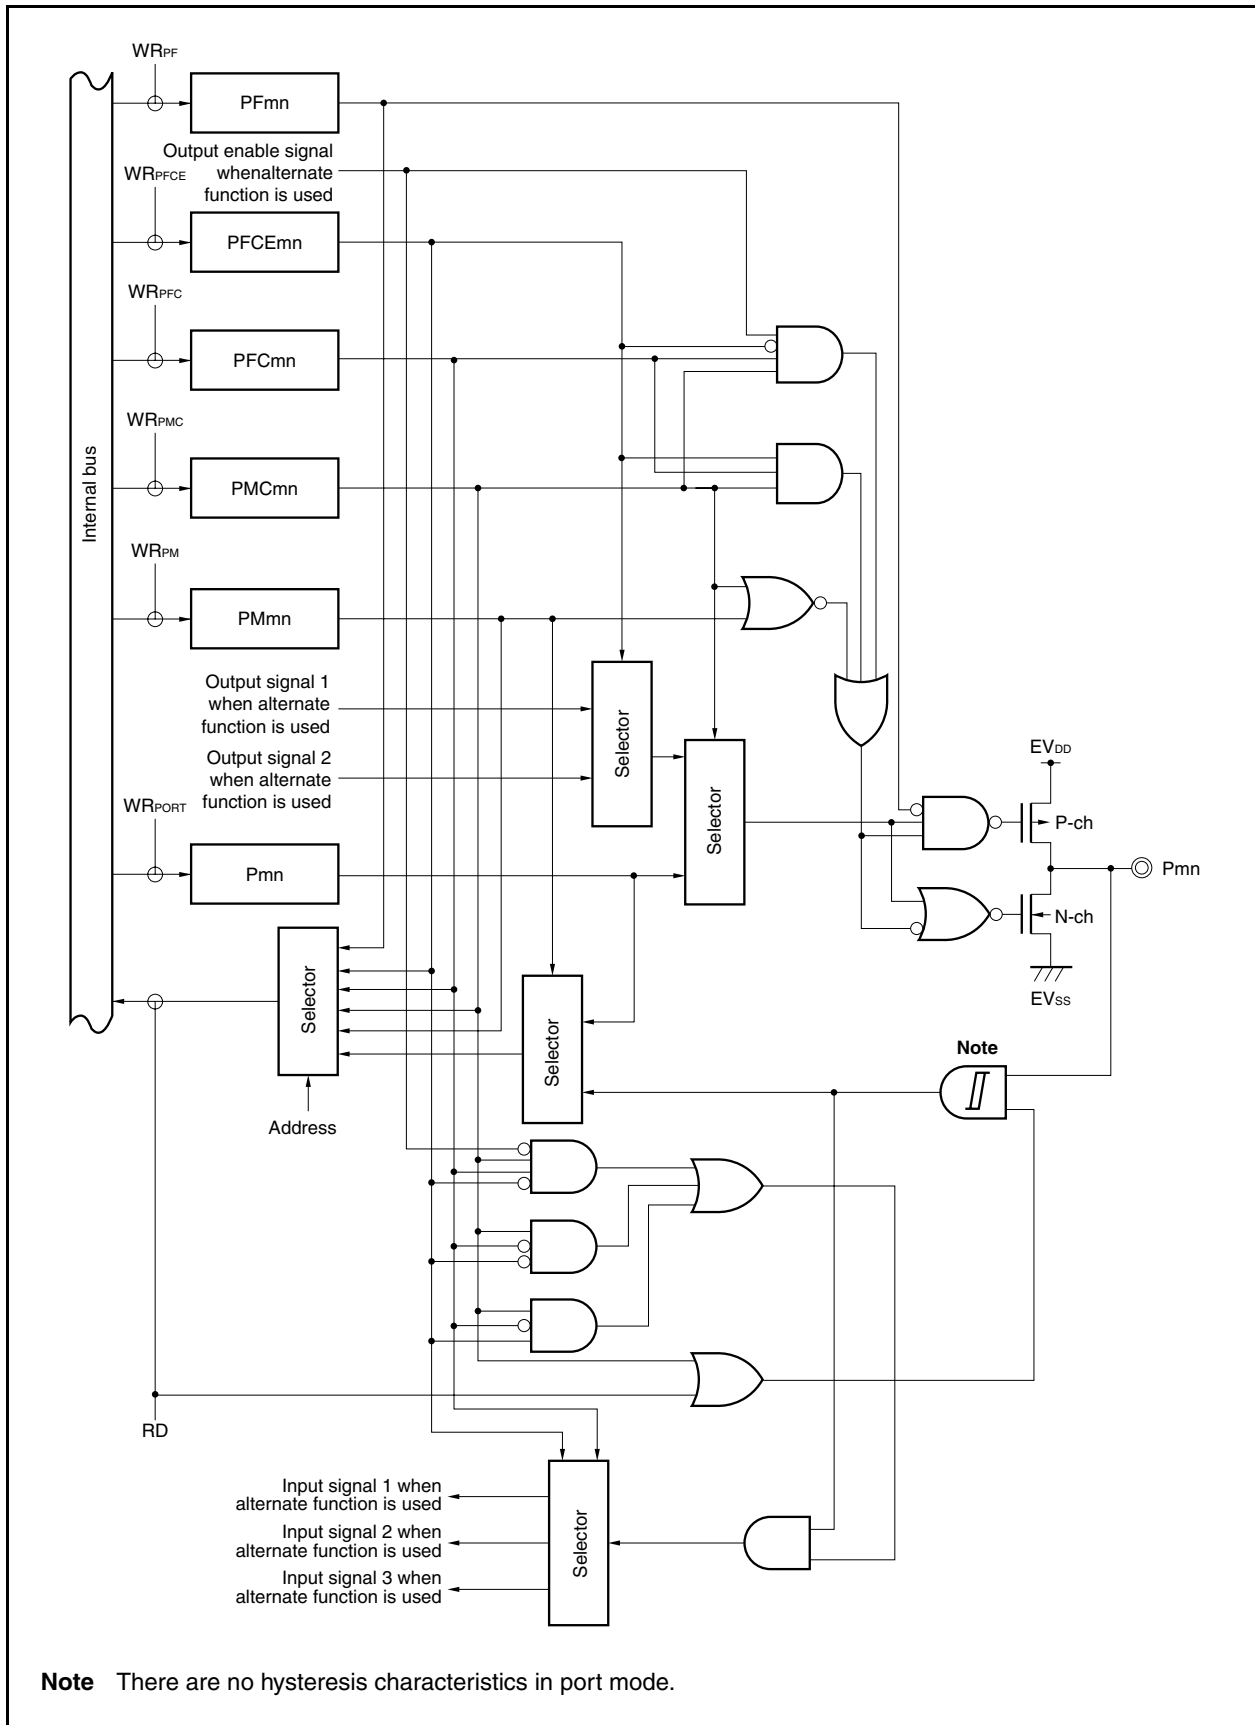 WRPF
PFmn
Output enable signal
whenalternate
function is used
WRPFCE
PFCEmn
WRPFC
PFCmn
WRPMC
PMCmn
Internal bus
WRPM
PMmn
Output signal 1
when alternate
function is used
Output signal 2
when alternate
function is used
Selector
Selector
EVDD
P-ch
WRPORT
Pmn
Pmn
N-ch
EVSS
Selector
Selector
Note
Address
RD
Input signal 1 when
alternate function is used
Input signal 2 when
alternate function is used
Input signal 3 when
alternate function is used
Selector
Note There are no hysteresis characteristics in port mode.